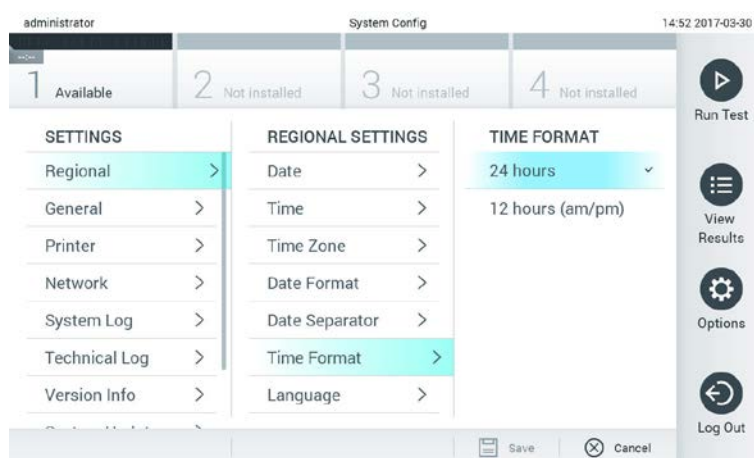 administrator
System Config
14:52 2017-03-30
--:--
1 Available
2 Not installed
3 Not installed
4 Not installed
SETTINGS
Regional
General
Printer
Network
System Log
Technical Log
Version Info
REGIONAL SETTINGS
Date
Time
Time Zone
Date Format
Date Separator
Time Format
Language
TIME FORMAT
24 hours
12 hours (am/pm)
Save
Cancel
Run Test
View
Results
Options
Log Out